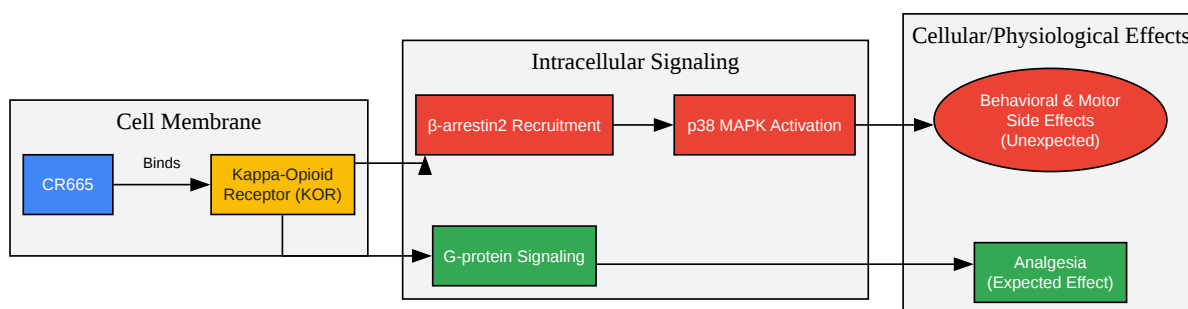 Cell Membrane
CR665
Binds
Kappa-Opioid
Receptor (KOR)
Intracellular Signaling
β-arrestin2 Recruitment
p38 MAPK Activation
G-protein Signaling
Cellular/Physiological Effects
Behavioral & Motor
Side Effects
(Unexpected)
Analgesia
(Expected Effect)